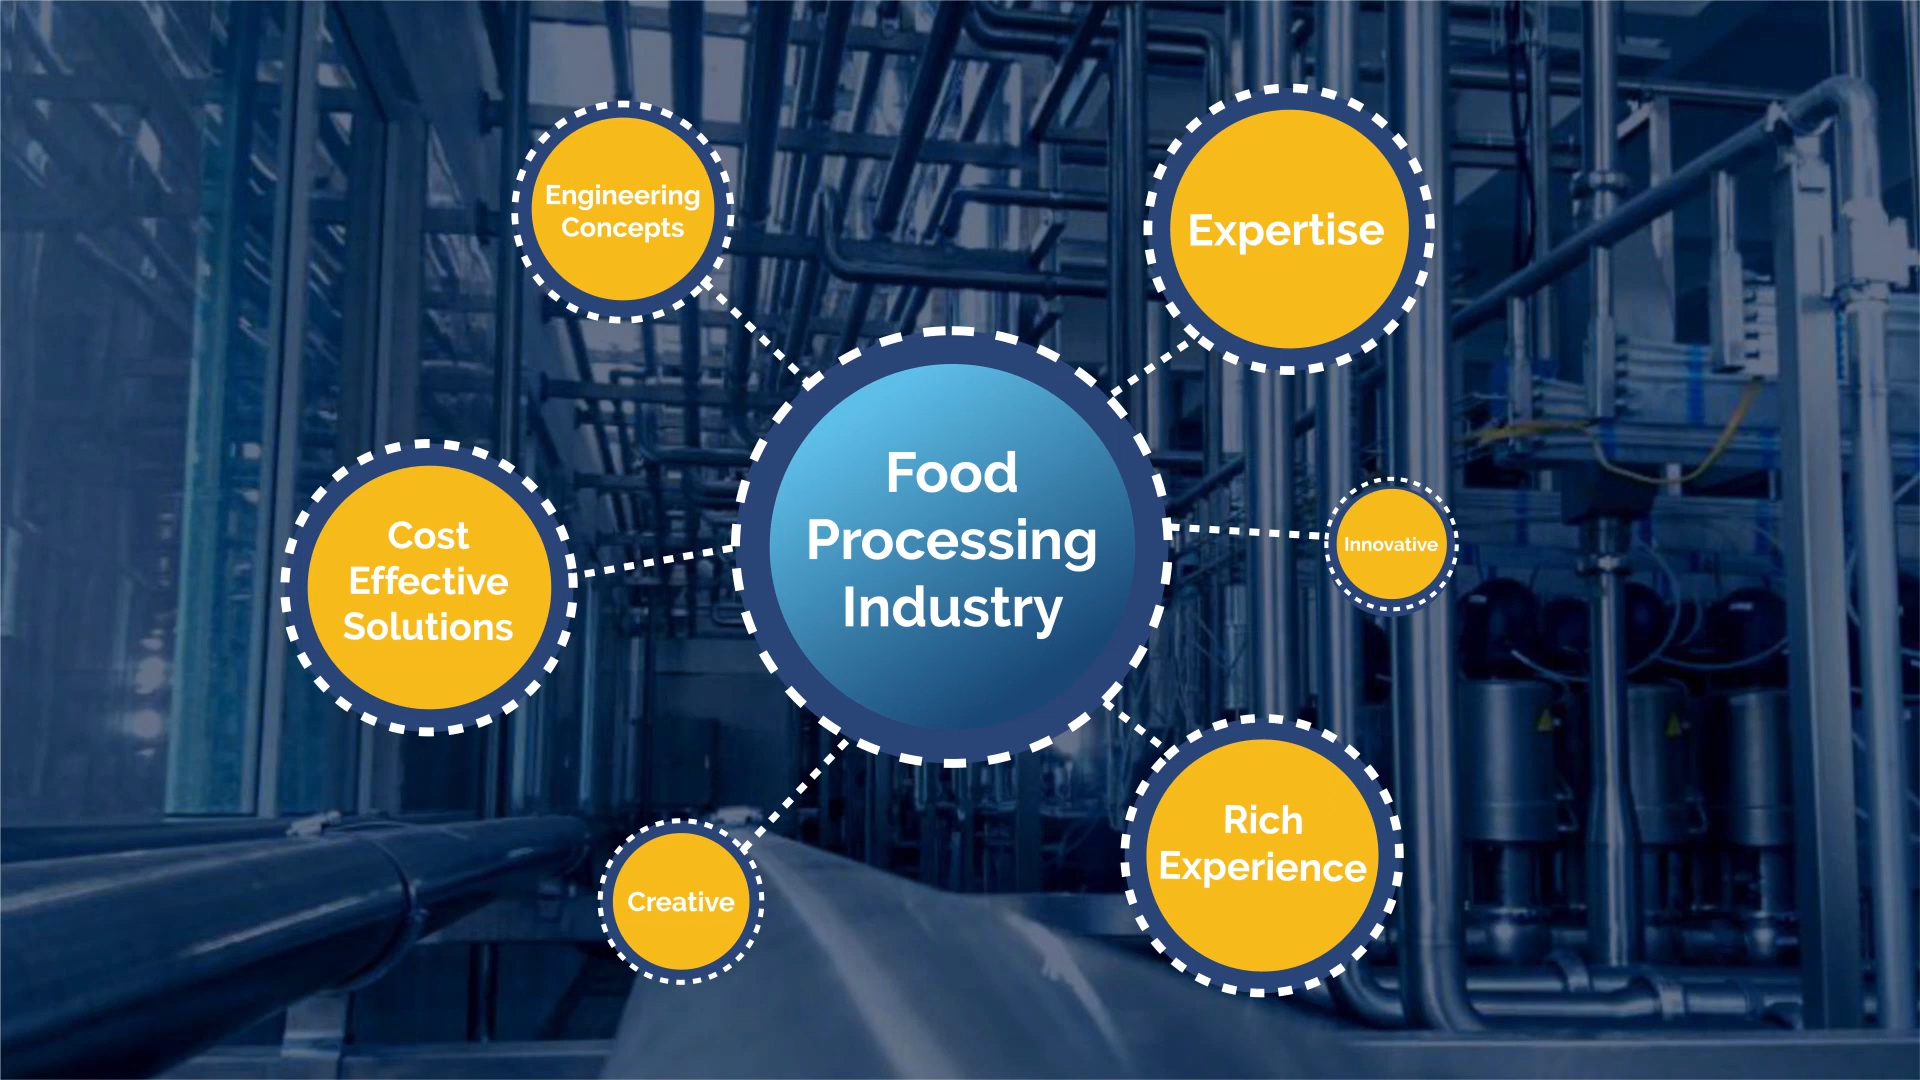 Engineering
Concepts
Expertise
Food
Processing
Industry
Cost
Effective
Solutions
Innovative
Rich
Experience
Creative